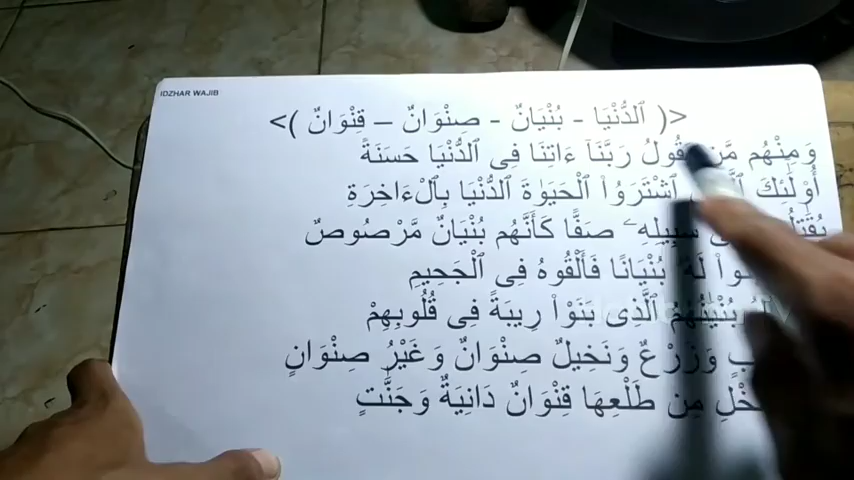 IDZHAR WAJIB
<( اَلدُّنْيَا - بُنْيَانٌ - صِنْوَانٌ – قِنْوَانٌ )>
وَمِنْهُم مَّن يَقُولُ رَبَّنَآ ءَاتِنَا فِى ٱلدُّنْيَا حَسَنَةً
أُو۟لَٰٓئِكَ ٱشْتَرَوُا۟ ٱلْحَيَوٰةَ ٱلدُّنْيَا بِٱلْءَاخِرَةِ
سَبِيلِهِۦ صَفًّا كَأَنَّهُم بُنْيَانٌ مَّرْصُوصٌ
لَهُۥ بُنْيَانًا فَأَلْقُوهُ فِى ٱلْجَحِيمِ
بُنْيَٰنُهُمُ ٱلَّذِى بَنَوْا۟ رِيبَةً فِى قُلُوبِهِمْ
وَزَرْعٌ وَنَخِيلٌ صِنْوَانٌ وَغَيْرُ صِنْوَانٍ
مِن طَلْعِهَا قِنْوَانٌ دَانِيَةٌ وَجَنَّٰتٍ